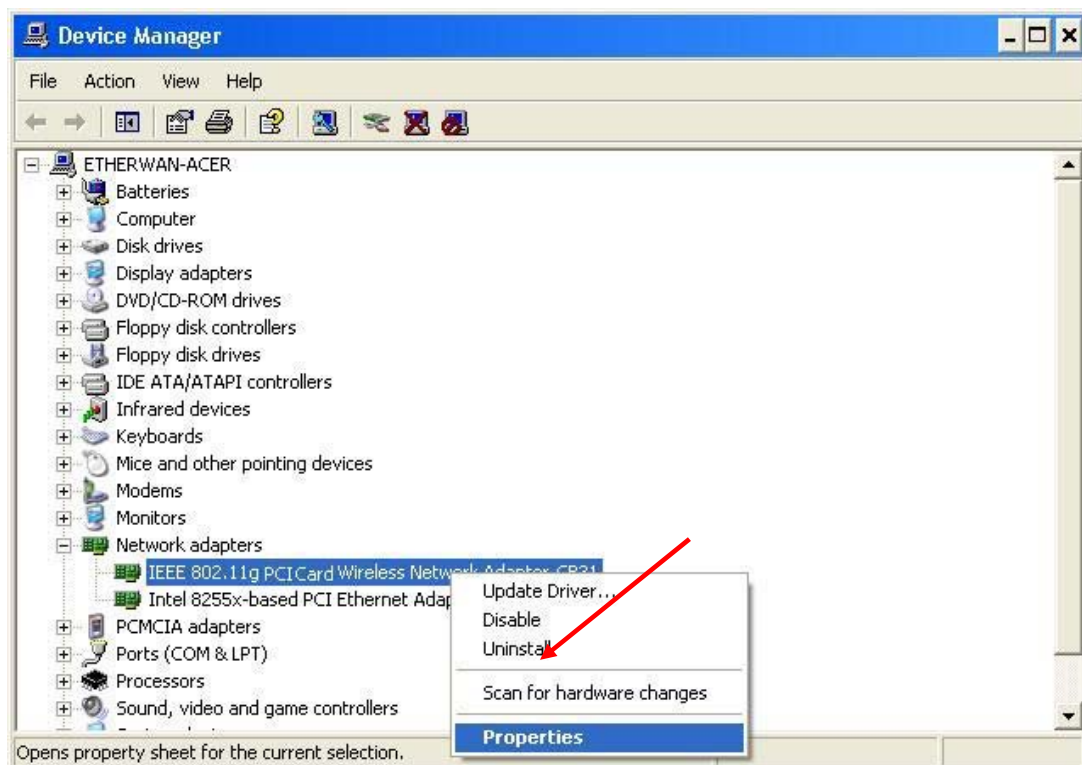 Device Manager
File Action View Help
ETHERWAN-ACER
Batteries
Computer
Disk drives
Display adapters
DVD/CD-ROM drives
Floppy disk controllers
Floppy disk drives
IDE ATA/ATAPI controllers
Infrared devices
Keyboards
Mice and other pointing devices
Modems
Monitors
Network adapters
IEEE 802.11g PCI Card Wireless Network Adapter
Intel 8255x-based PCI Ethernet Adap
PCMCIA adapters
Ports (COM & LPT)
Processors
Sound, video and game controllers
Update Driver...
Disable
Uninstall
Scan for hardware changes
Properties
Opens property sheet for the current selection.